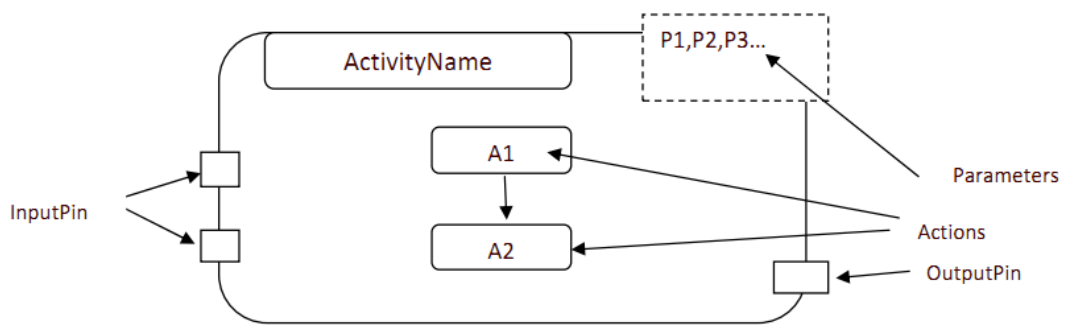 P1,P2,P3...
ActivityName
A1
Parameters
InputPin
Actions
A2
OutputPin